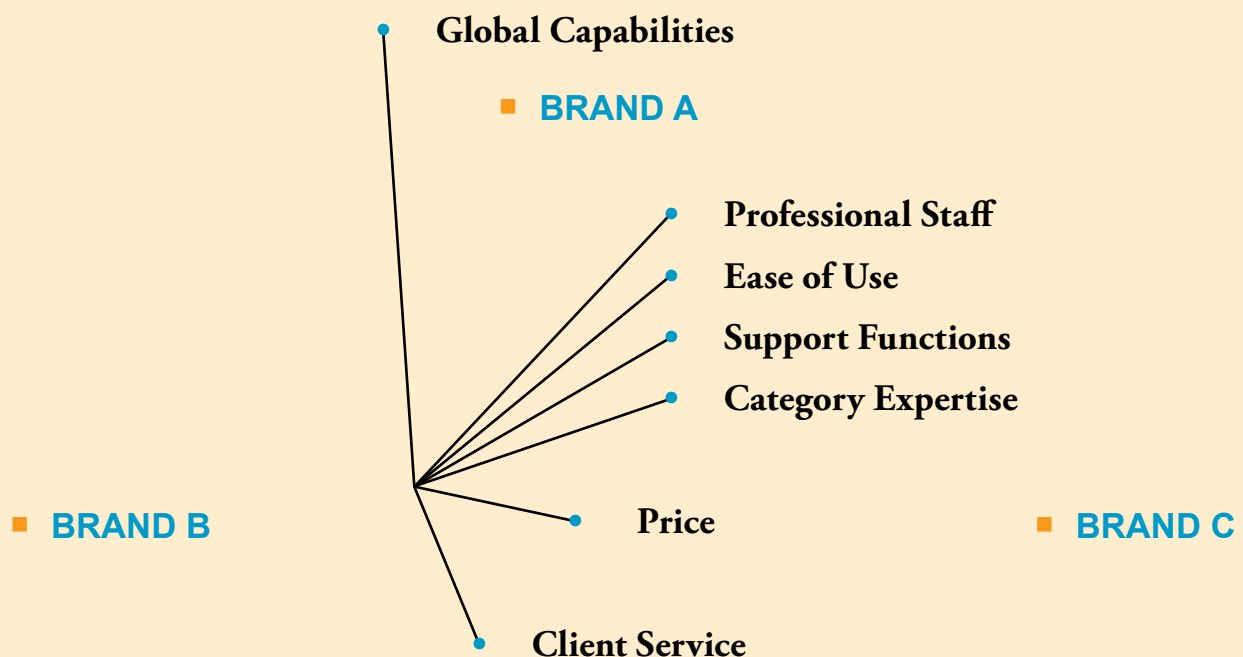 Global Capabilities
BRAND A
Professional Staff
Ease of Use
Support Functions
Category Expertise
BRAND B
Price
BRAND C
Client Service